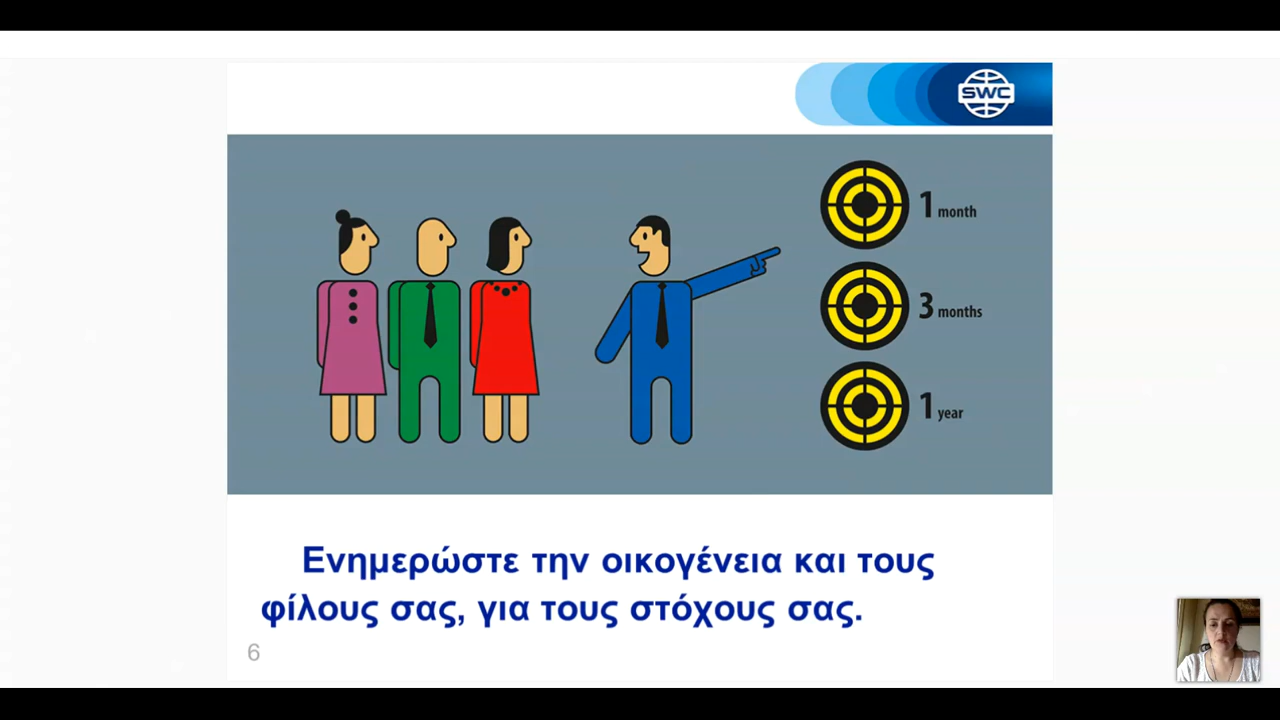 SWC
1 month
3 months
1 year
Ενημερώστε την οικογένεια και τους
φίλους σας, για τους στόχους σας.
6